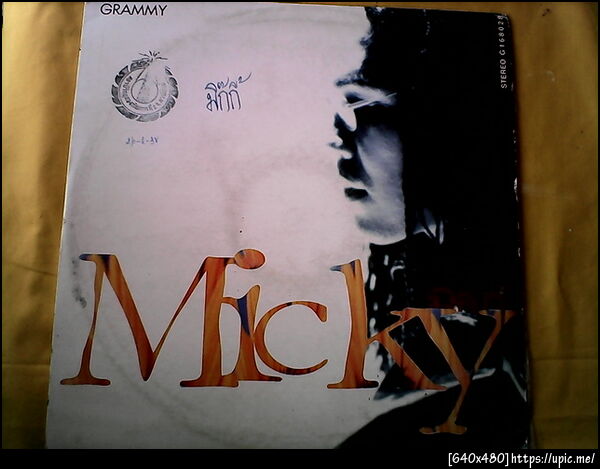 GRAMMY
STEREO G 168028
มิ๊กกี้
Micky
[640x480]https://upic.me/